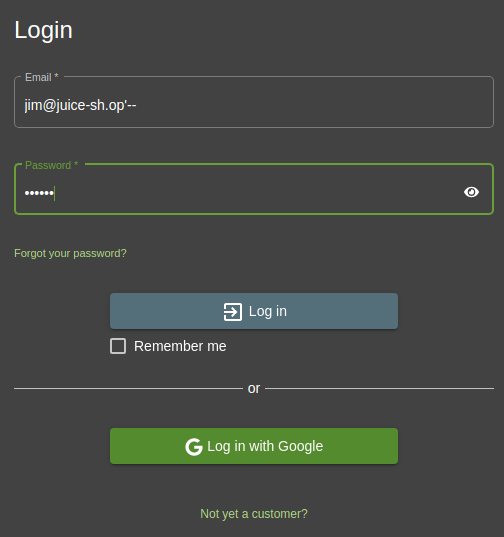 Login
Email *
jim@juice-sh.op'--
Password *
••••••
Forgot your password?
Log in
Remember me
or
Log in with Google
Not yet a customer?